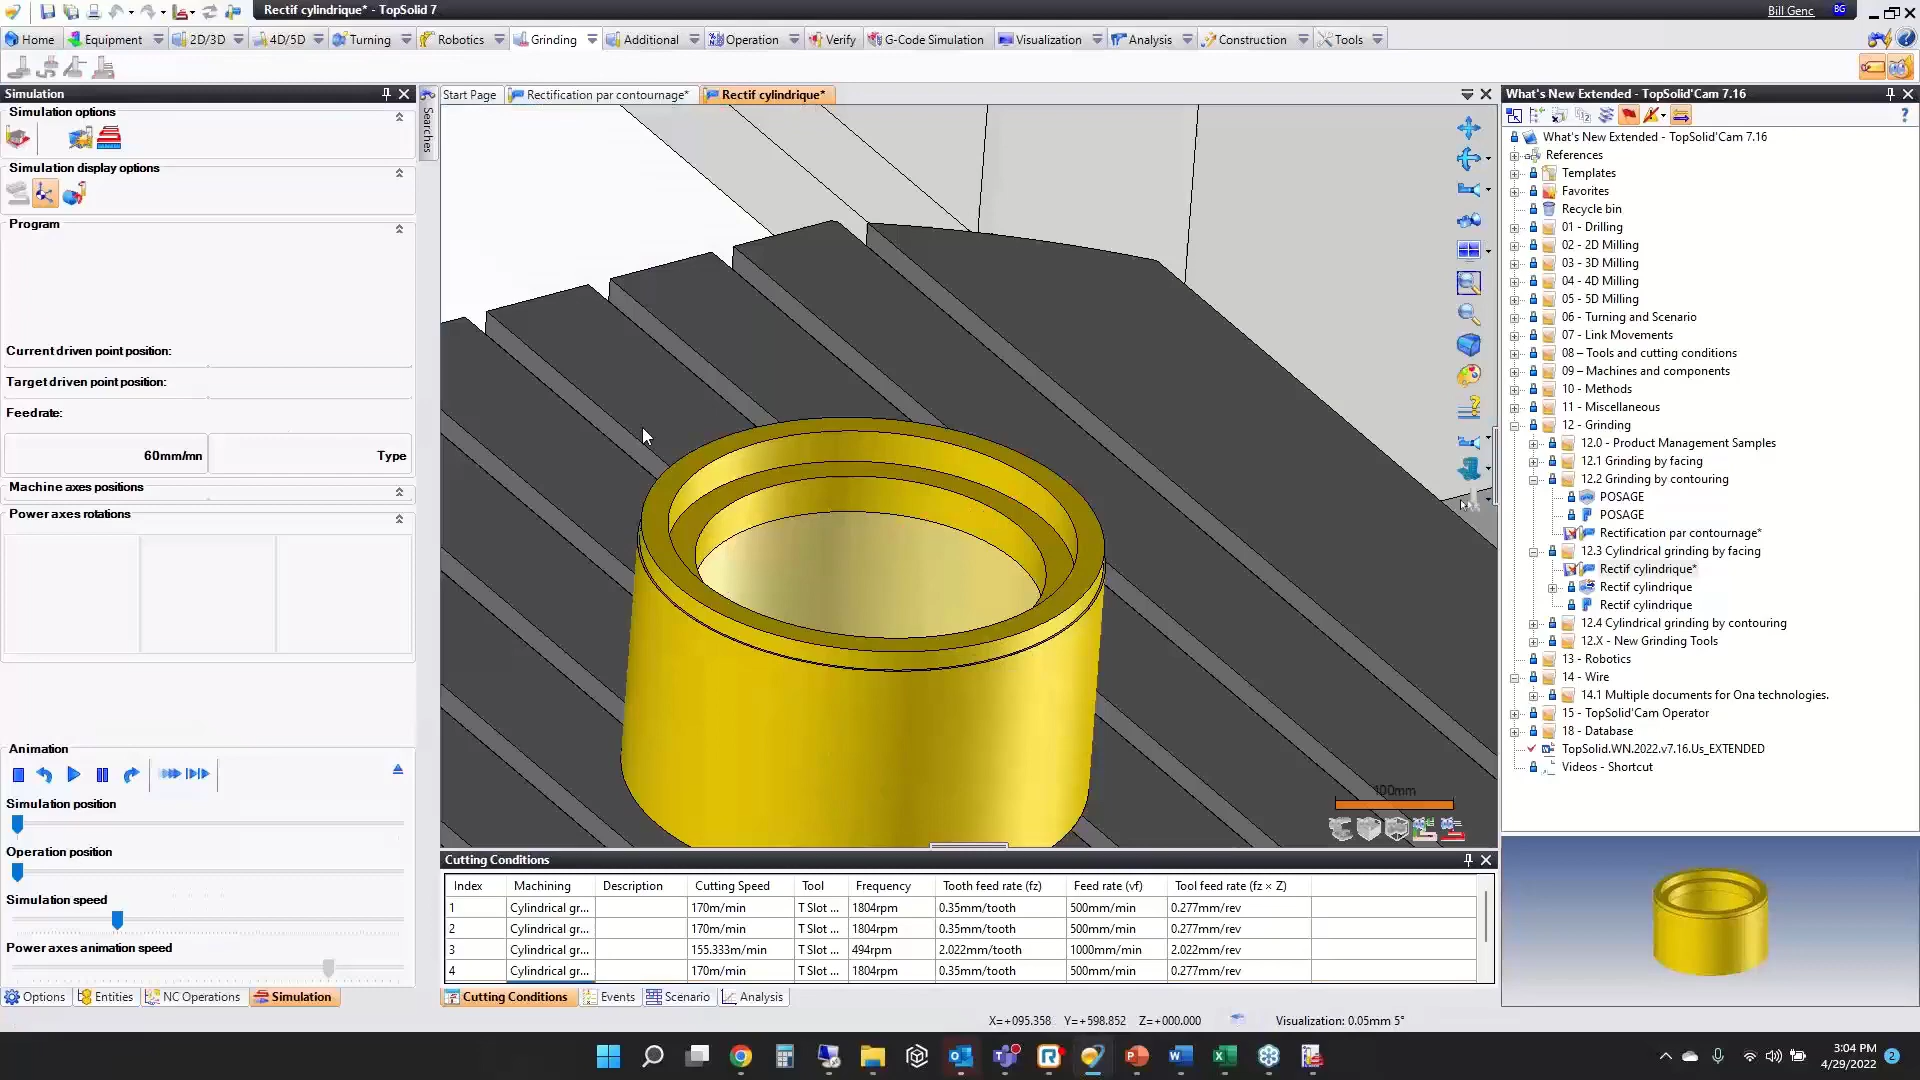 Rectif cylindrique* - TopSolid 7
Bill Genc BG
Home Equipment 2D/3D 4D/5D Turning Robotics Grinding Additional Operation Verify G-Code Simulation Visualization Analysis Construction Tools
Simulation
Simulation options
Simulation display options
Program
Current driven point position:
Target driven point position:
Feedrate:
60mm/mn Type
Machine axes positions
Power axes rotations
Animation
Simulation position
Operation position
Simulation speed
Power axes animation speed
Options Entities NC Operations Simulation
Searches
Start Page Rectification par contournage* Rectif cylindrique*
100mm
Cutting Conditions
Index Machining Description Cutting Speed Tool Frequency Tooth feed rate (fz) Feed rate (vf) Tool feed rate (fz × Z)
1 Cylindrical gr... 170m/min T Slot ... 1804rpm 0.35mm/tooth 500mm/min 0.277mm/rev
2 Cylindrical gr... 170m/min T Slot ... 1804rpm 0.35mm/tooth 500mm/min 0.277mm/rev
3 Cylindrical gr... 155.333m/min T Slot ... 494rpm 2.022mm/tooth 1000mm/min 2.022mm/rev
4 Cylindrical gr... 170m/min T Slot ... 1804rpm 0.35mm/tooth 500mm/min 0.277mm/rev
Cutting Conditions Events Scenario Analysis
X=+095.358 Y=+598.852 Z=+000.000 Visualization: 0.05mm 5°
What's New Extended - TopSolid'Cam 7.16
What's New Extended - TopSolid'Cam 7.16
References
Templates
Favorites
Recycle bin
01 - Drilling
02 - 2D Milling
03 - 3D Milling
04 - 4D Milling
05 - 5D Milling
06 - Turning and Scenario
07 - Link Movements
08 – Tools and cutting conditions
09 – Machines and components
10 - Methods
11 - Miscellaneous
12 - Grinding
12.0 - Product Management Samples
12.1 Grinding by facing
12.2 Grinding by contouring
POSAGE
POSAGE
Rectification par contournage*
12.3 Cylindrical grinding by facing
Rectif cylindrique*
Rectif cylindrique
Rectif cylindrique
12.4 Cylindrical grinding by contouring
12.X - New Grinding Tools
13 - Robotics
14 - Wire
14.1 Multiple documents for Ona technologies.
15 - TopSolid'Cam Operator
18 - Database
TopSolid.WN.2022.v7.16.Us_EXTENDED
Videos - Shortcut
3:04 PM
4/29/2022
2